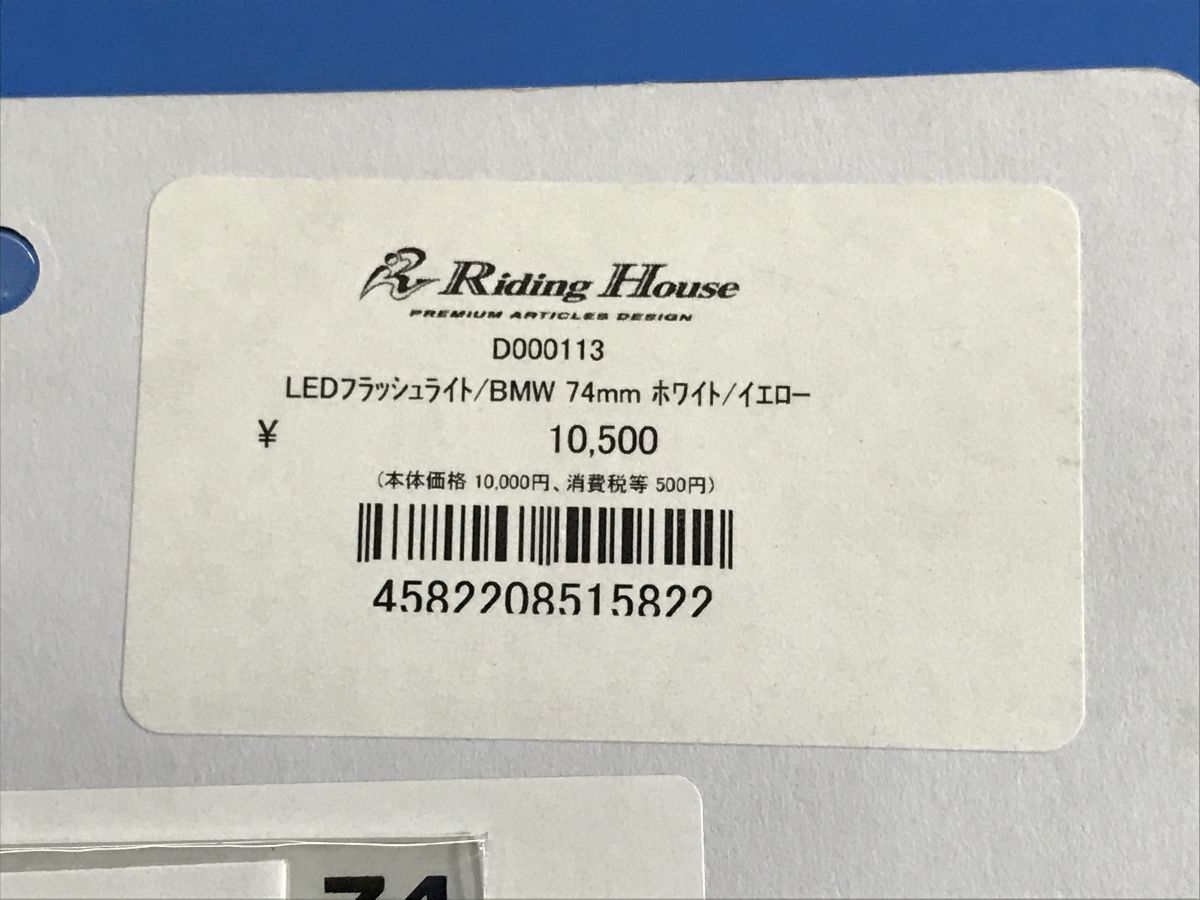 Riding House
PREMIUM ARTICLES DESIGN
D000113
LEDフラッシュライト/BMW 74mm ホワイト/イエロー
¥ 10,500
(本体価格 10,000円、消費税等 500円)
4582208515822
74